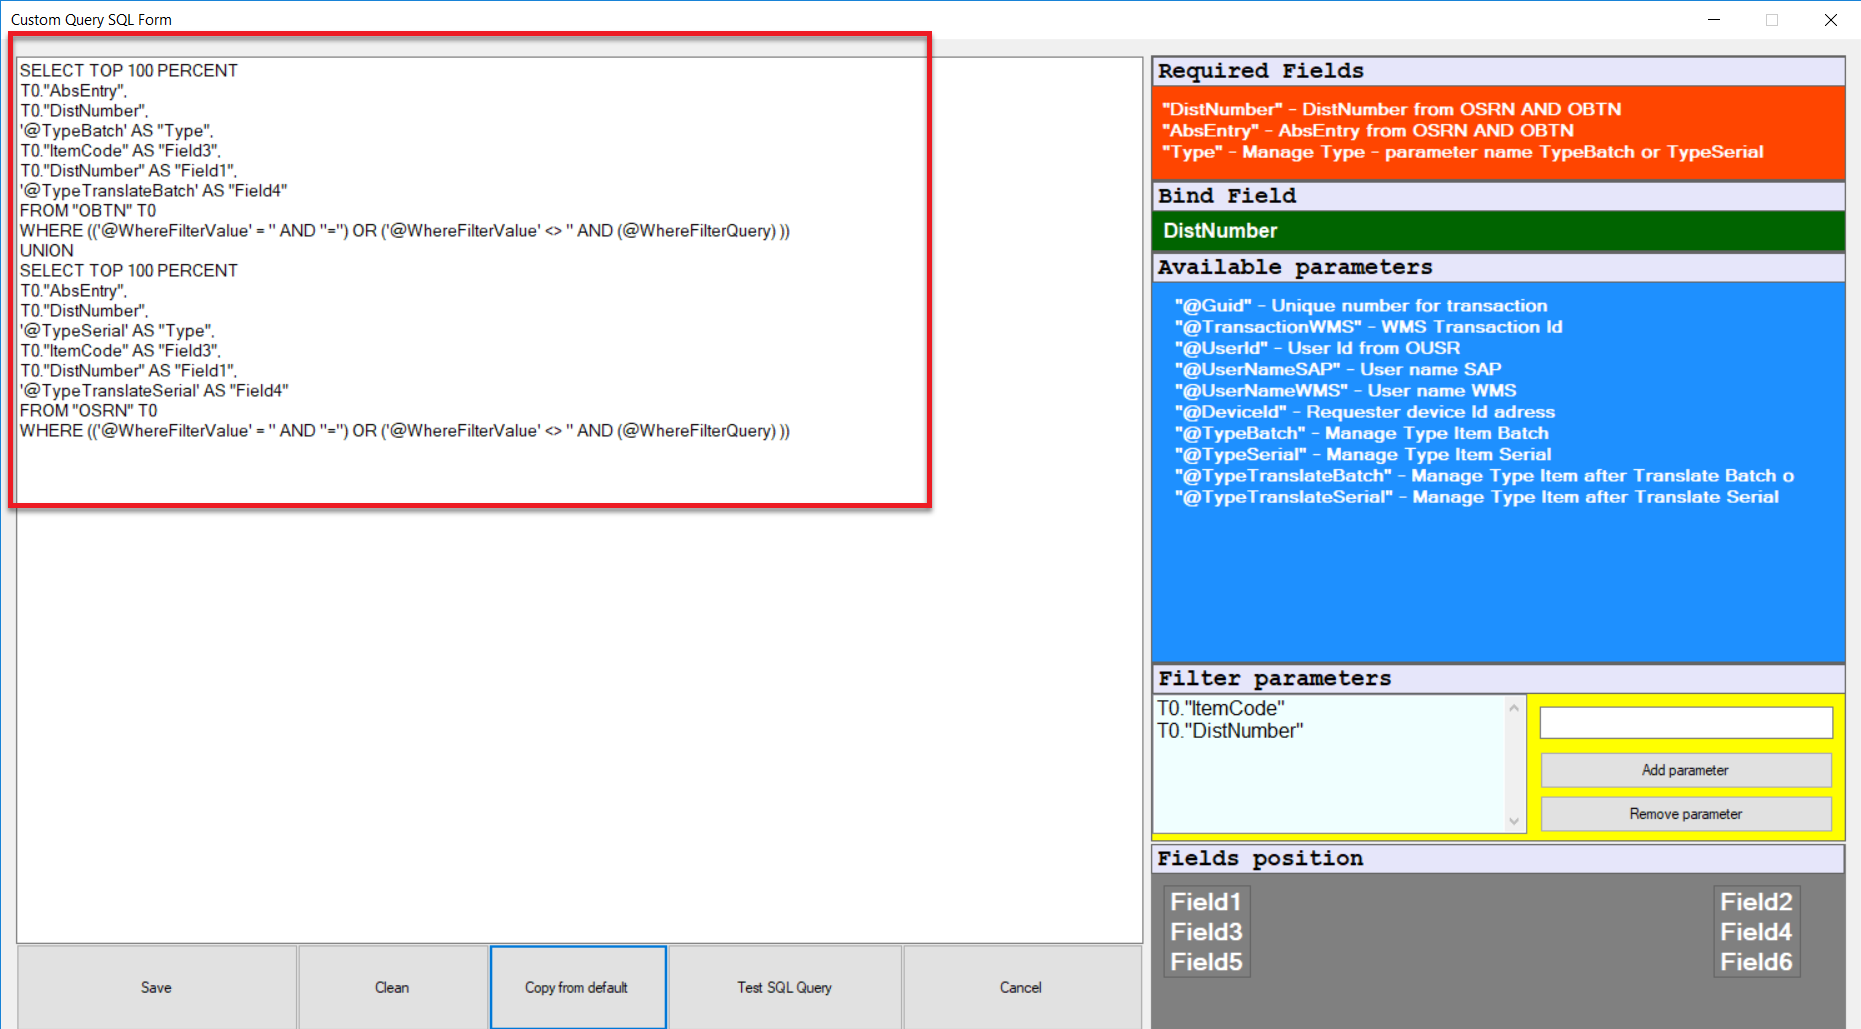 Custom Query SQL Form
SELECT TOP 100 PERCENT
T0."AbsEntry",
T0."DistNumber",
'@TypeBatch' AS "Type",
T0."ItemCode" AS "Field3",
T0."DistNumber" AS "Field1",
'@TypeTranslateBatch' AS "Field4"
FROM "OBTN" T0
WHERE (('@WhereFilterValue' = '' AND ''='') OR ('@WhereFilterValue' <> '' AND (@WhereFilterQuery) ))
UNION
SELECT TOP 100 PERCENT
T0."AbsEntry",
T0."DistNumber",
'@TypeSerial' AS "Type",
T0."ItemCode" AS "Field3",
T0."DistNumber" AS "Field1",
'@TypeTranslateSerial' AS "Field4"
FROM "OSRN" T0
WHERE (('@WhereFilterValue' = '' AND ''='') OR ('@WhereFilterValue' <> '' AND (@WhereFilterQuery) ))
Save
Clean
Copy from default
Test SQL Query
Cancel
Required Fields
"DistNumber" - DistNumber from OSRN AND OBTN
"AbsEntry" - AbsEntry from OSRN AND OBTN
"Type" - Manage Type - parameter name TypeBatch or TypeSerial
Bind Field
DistNumber
Available parameters
"@Guid" - Unique number for transaction
"@TransactionWMS" - WMS Transaction Id
"@UserId" - User Id from OUSR
"@UserNameSAP" - User name SAP
"@UserNameWMS" - User name WMS
"@DeviceId" - Requester device Id adress
"@TypeBatch" - Manage Type Item Batch
"@TypeSerial" - Manage Type Item Serial
"@TypeTranslateBatch" - Manage Type Item after Translate Batch o
"@TypeTranslateSerial" - Manage Type Item after Translate Serial
Filter parameters
T0."ItemCode"
T0."DistNumber"
Add parameter
Remove parameter
Fields position
Field1 Field2
Field3 Field4
Field5 Field6